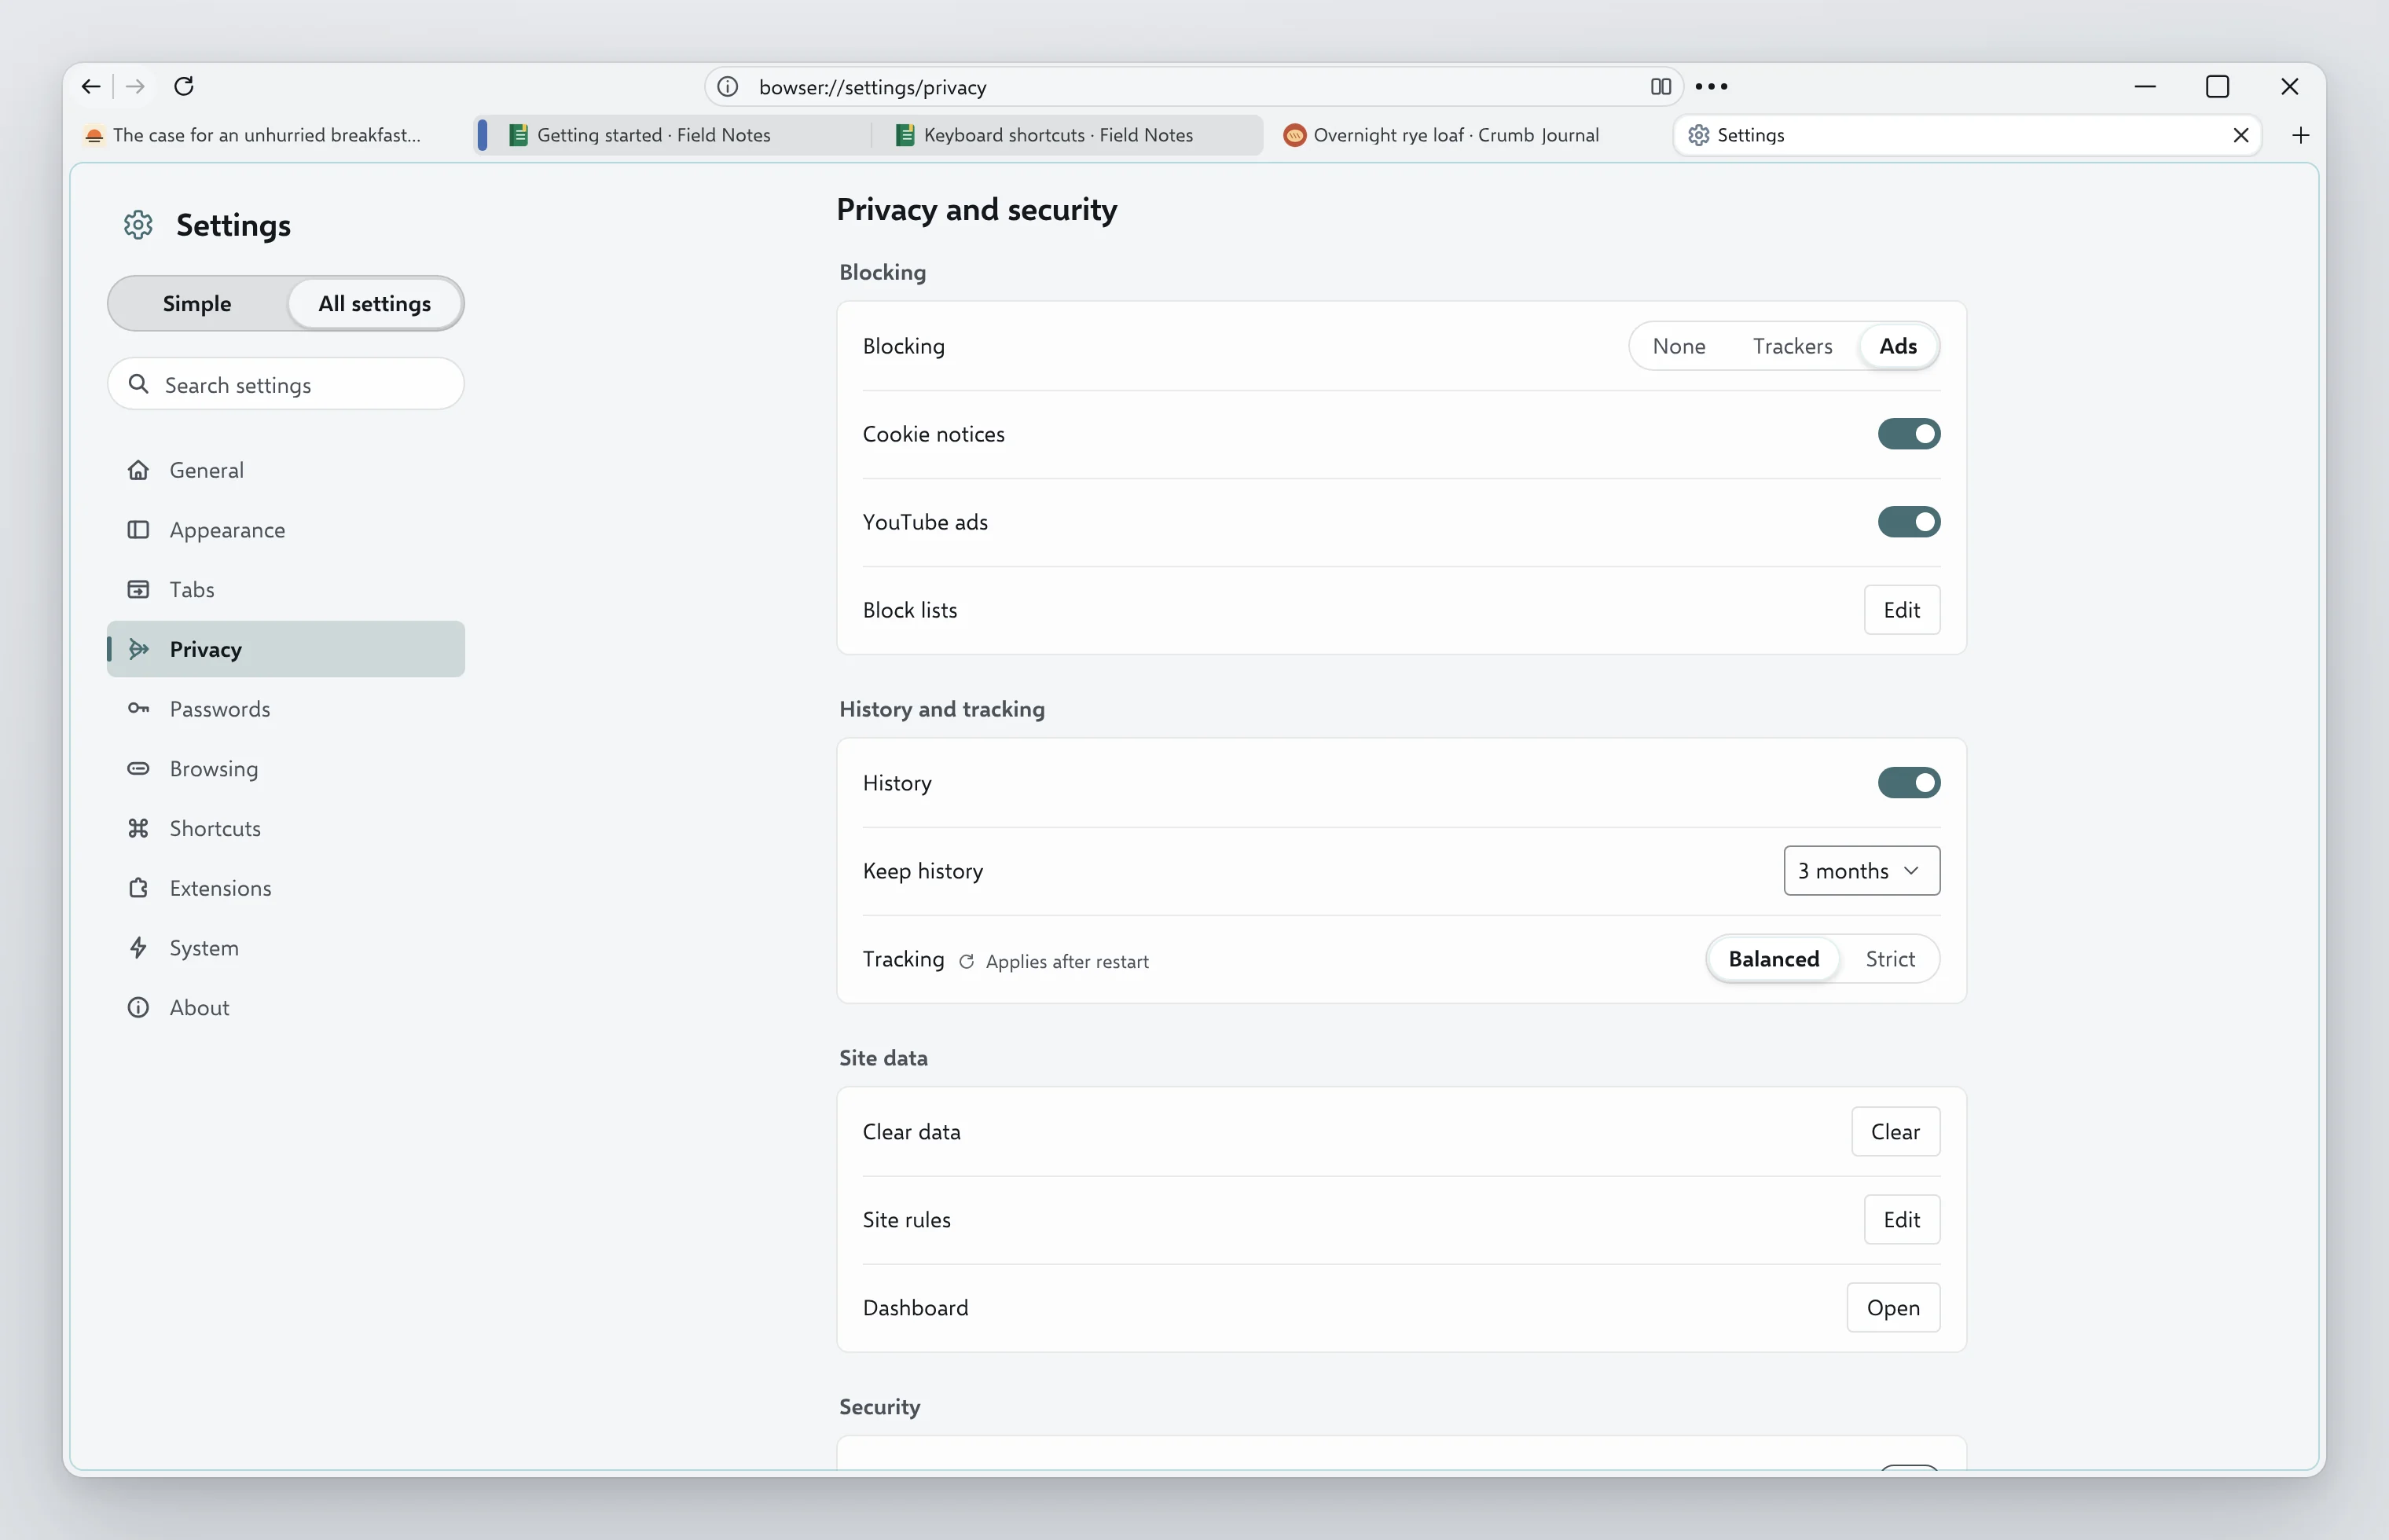 bowser://settings/privacy
The case for an unhurried breakfast...
Getting started · Field Notes
Keyboard shortcuts · Field Notes
Overnight rye loaf · Crumb Journal
Settings
Settings
Simple
All settings
Search settings
General
Appearance
Tabs
Privacy
Passwords
Browsing
Shortcuts
Extensions
System
About
Privacy and security
Blocking
Blocking
None
Trackers
Ads
Cookie notices
YouTube ads
Block lists
Edit
History and tracking
History
Keep history
3 months
Tracking
Applies after restart
Balanced
Strict
Site data
Clear data
Clear
Site rules
Edit
Dashboard
Open
Security